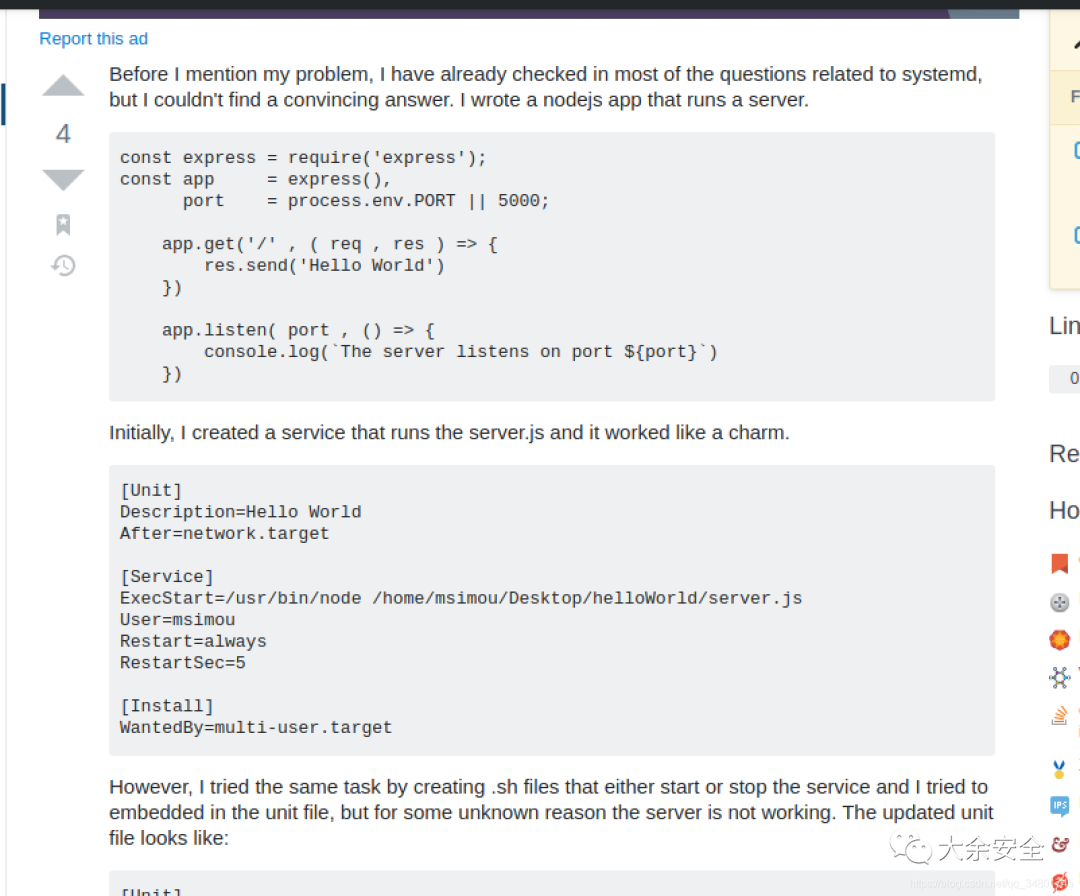 Report this ad
Before I mention my problem, I have already checked in most of the questions related to systemd,
but I couldn't find a convincing answer. I wrote a nodejs app that runs a server.
4
const express = require('express');
const app     = express(),
      port    = process.env.PORT || 5000;
    app.get('/' , ( req , res ) => {
        res.send('Hello World')
    })
    app.listen( port , () => {
        console.log(`The server listens on port ${port}`)
    })
Initially, I created a service that runs the server.js and it worked like a charm.
[Unit]
Description=Hello World
After=network.target
[Service]
ExecStart=/usr/bin/node /home/msimou/Desktop/helloWorld/server.js
User=msimou
Restart=always
RestartSec=5
[Install]
WantedBy=multi-user.target
However, I tried the same task by creating .sh files that either start or stop the service and I tried to
embedded in the unit file, but for some unknown reason the server is not working. The updated unit
file looks like:
[Unit]
F
Lin
0
Re
Ho
IPS
大余安全